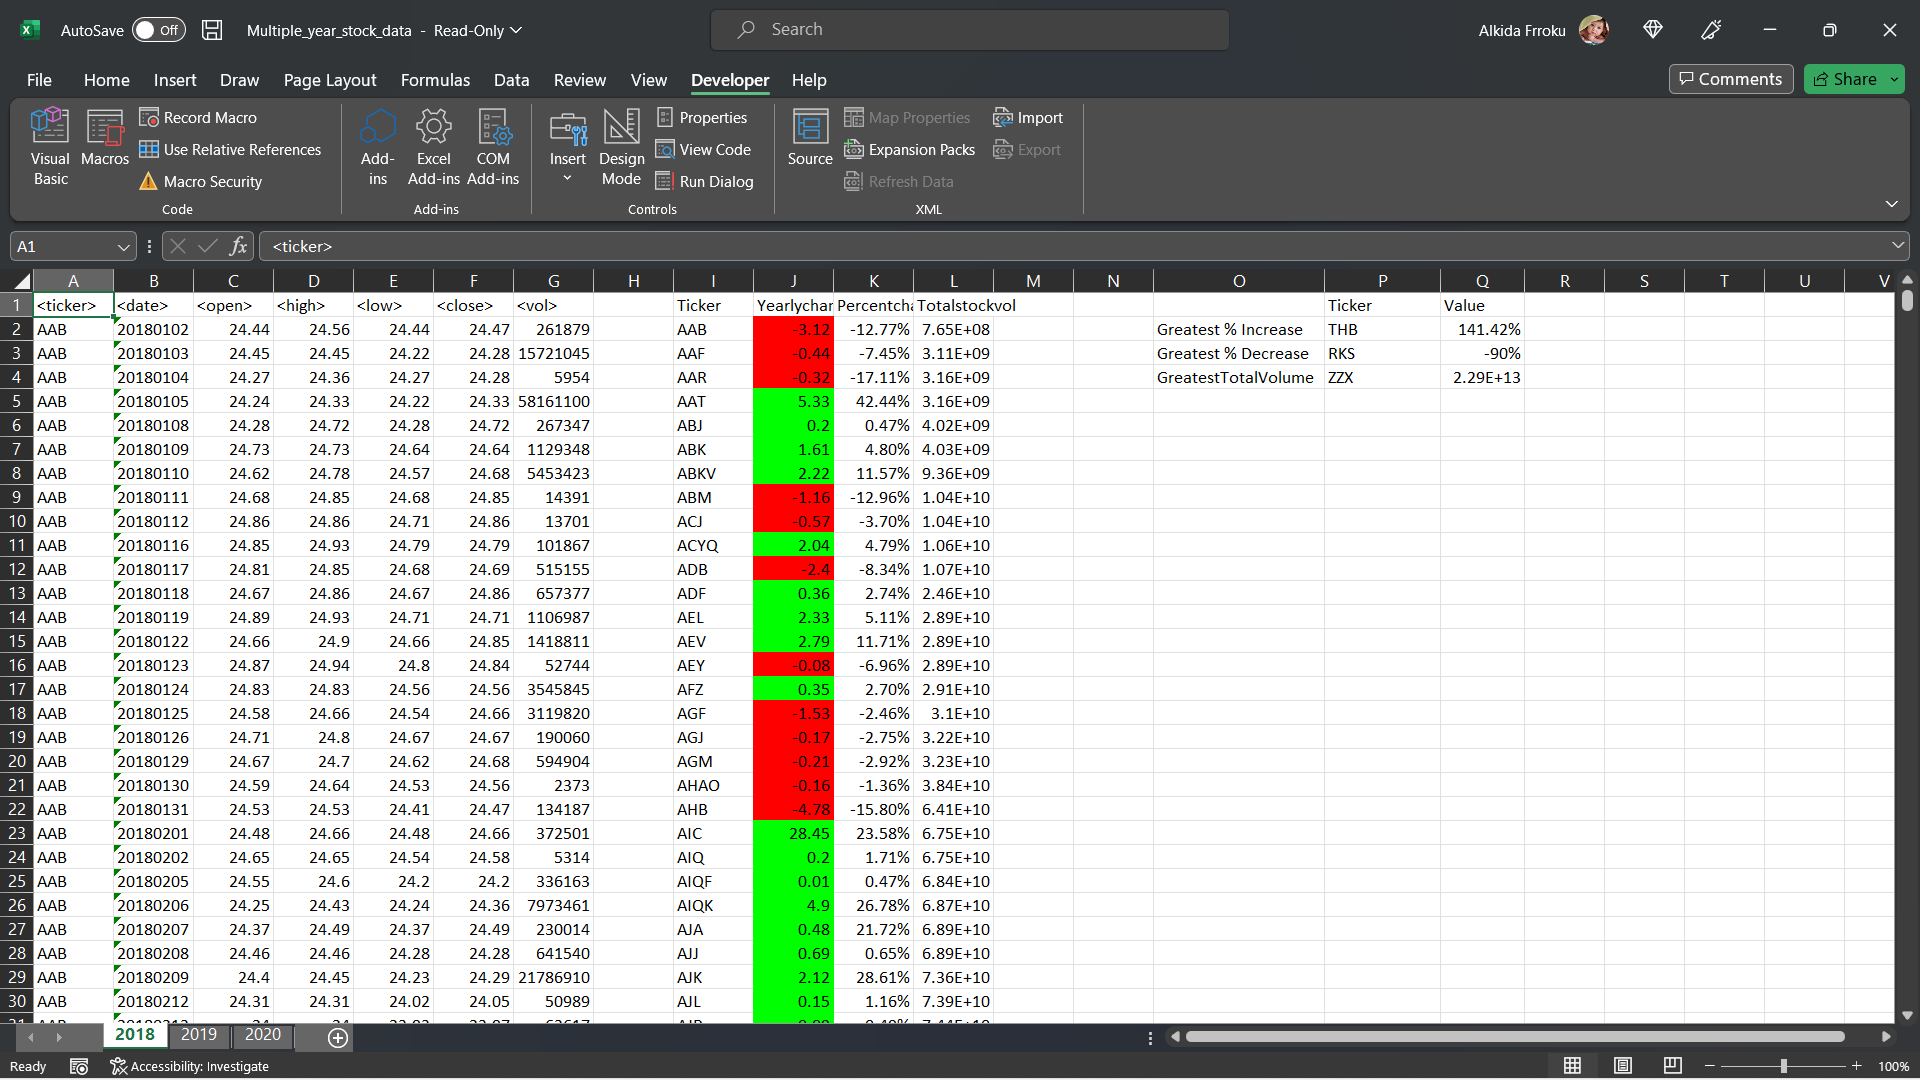 AutoSave Off Multiple_year_stock_data - Read-Only Search Alkida Frroku
File Home Insert Draw Page Layout Formulas Data Review View Developer Help Comments Share
Visual Basic
Macros
Record Macro
Use Relative References
Macro Security
Code
Add-ins
Excel Add-ins
COM Add-ins
Add-ins
Insert
Design Mode
Properties
View Code
Run Dialog
Controls
Source
Map Properties
Expansion Packs
Refresh Data
Import
Export
XML
A1 fx <ticker>
A B C D E F G H I J K L M N O P Q R S T U V
1 <ticker> <date> <open> <high> <low> <close> <vol> Ticker Yearlychar Percentcha Totalstockvol Ticker Value
2 AAB 20180102 24.44 24.56 24.44 24.47 261879 AAB -3.12 -12.77% 7.65E+08 Greatest % Increase THB 141.42%
3 AAB 20180103 24.45 24.45 24.22 24.28 15721045 AAF -0.44 -7.45% 3.11E+09 Greatest % Decrease RKS -90%
4 AAB 20180104 24.27 24.36 24.27 24.28 5954 AAR -0.32 -17.11% 3.16E+09 GreatestTotalVolume ZZX 2.29E+13
5 AAB 20180105 24.24 24.33 24.22 24.33 58161100 AAT 5.33 42.44% 3.16E+09
6 AAB 20180108 24.28 24.72 24.28 24.72 267347 ABJ 0.2 0.47% 4.02E+09
7 AAB 20180109 24.73 24.73 24.64 24.64 1129348 ABK 1.61 4.80% 4.03E+09
8 AAB 20180110 24.62 24.78 24.57 24.68 5453423 ABKV 2.22 11.57% 9.36E+09
9 AAB 20180111 24.68 24.85 24.68 24.85 14391 ABM -1.16 -12.96% 1.04E+10
10 AAB 20180112 24.86 24.86 24.71 24.86 13701 ACJ -0.57 -3.70% 1.04E+10
11 AAB 20180116 24.85 24.93 24.79 24.79 101867 ACYQ 2.04 4.79% 1.06E+10
12 AAB 20180117 24.81 24.85 24.68 24.69 515155 ADB -2.4 -8.34% 1.07E+10
13 AAB 20180118 24.67 24.86 24.67 24.86 657377 ADF 0.36 2.74% 2.46E+10
14 AAB 20180119 24.89 24.93 24.71 24.71 1106987 AEL 2.33 5.11% 2.89E+10
15 AAB 20180122 24.66 24.9 24.66 24.85 1418811 AEV 2.79 11.71% 2.89E+10
16 AAB 20180123 24.87 24.94 24.8 24.84 52744 AEY -0.08 -6.96% 2.89E+10
17 AAB 20180124 24.83 24.83 24.56 24.56 3545845 AFZ 0.35 2.70% 2.91E+10
18 AAB 20180125 24.58 24.66 24.54 24.66 3119820 AGF -1.53 -2.46% 3.1E+10
19 AAB 20180126 24.71 24.8 24.67 24.67 190060 AGJ -0.17 -2.75% 3.22E+10
20 AAB 20180129 24.67 24.7 24.62 24.68 594904 AGM -0.21 -2.92% 3.23E+10
21 AAB 20180130 24.59 24.64 24.53 24.56 2373 AHAO -0.16 -1.36% 3.84E+10
22 AAB 20180131 24.53 24.53 24.41 24.47 134187 AHB -4.78 -15.80% 6.41E+10
23 AAB 20180201 24.48 24.66 24.48 24.66 372501 AIC 28.45 23.58% 6.75E+10
24 AAB 20180202 24.65 24.65 24.54 24.58 5314 AIQ 0.2 1.71% 6.75E+10
25 AAB 20180205 24.55 24.6 24.2 24.2 336163 AIQF 0.01 0.47% 6.84E+10
26 AAB 20180206 24.25 24.43 24.24 24.36 7973461 AIQK 4.9 26.78% 6.87E+10
27 AAB 20180207 24.37 24.49 24.37 24.49 230014 AJA 0.48 21.72% 6.89E+10
28 AAB 20180208 24.46 24.46 24.28 24.28 641540 AJJ 0.69 0.65% 6.89E+10
29 AAB 20180209 24.4 24.45 24.23 24.29 21786910 AJK 2.12 28.61% 7.36E+10
30 AAB 20180212 24.31 24.31 24.02 24.05 50989 AJL 0.15 1.16% 7.39E+10
2018 2019 2020
Ready Accessibility: Investigate 100%